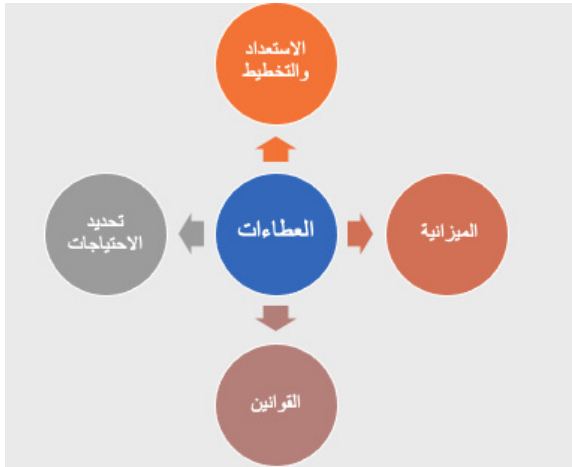 الاستعداد
والتخطيط
الميزانية
العطاءات
تحديد
الاحتياجات
القوانين